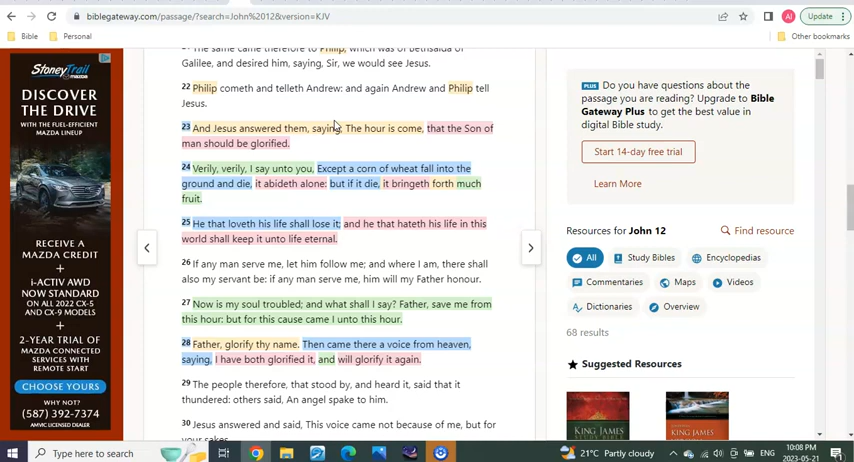 biblegateway.com/passage/?search=John%2012&version=KJV
AI
Update
Bible
Personal
Other bookmarks
StoneyTrail
mazda
DISCOVER
THE DRIVE
WITH THE FUEL-EFFICIENT
MAZDA LINEUP
RECEIVE A
MAZDA CREDIT
+
i-ACTIV AWD
NOW STANDARD
ON ALL 2022 CX-5
AND CX-9 MODELS
+
2-YEAR TRIAL OF
MAZDA CONNECTED
SERVICES WITH
REMOTE START
CHOOSE YOURS
WHY NOT?
(587) 392-7374
AMVIC LICENSED DEALER
The same came therefore to Philip, which was of Bethsaida of
Galilee, and desired him, saying, Sir, we would see Jesus.
22 Philip cometh and telleth Andrew: and again Andrew and Philip tell
Jesus.
23 And Jesus answered them, saying, The hour is come, that the Son of
man should be glorified.
24 Verily, verily, I say unto you, Except a corn of wheat fall into the
ground and die, it abideth alone: but if it die, it bringeth forth much
fruit.
25 He that loveth his life shall lose it; and he that hateth his life in this
world shall keep it unto life eternal.
26 If any man serve me, let him follow me; and where I am, there shall
also my servant be: if any man serve me, him will my Father honour.
27 Now is my soul troubled; and what shall I say? Father, save me from
this hour: but for this cause came I unto this hour.
28 Father, glorify thy name. Then came there a voice from heaven,
saying, I have both glorified it, and will glorify it again.
29 The people therefore, that stood by, and heard it, said that it
thundered: others said, An angel spake to him.
30 Jesus answered and said, This voice came not because of me, but for
your sakes.
PLUS Do you have questions about the
passage you are reading? Upgrade to Bible
Gateway Plus to get the best value in
digital Bible study.
Start 14-day free trial
Learn More
Resources for John 12
Find resource
All
Study Bibles
Encyclopedias
Commentaries
Maps
Videos
Dictionaries
Overview
68 results
Suggested Resources
KING JAMES
KING JAMES
Type here to search
21°C Partly cloudy
ENG
10:08 PM
2023-05-21